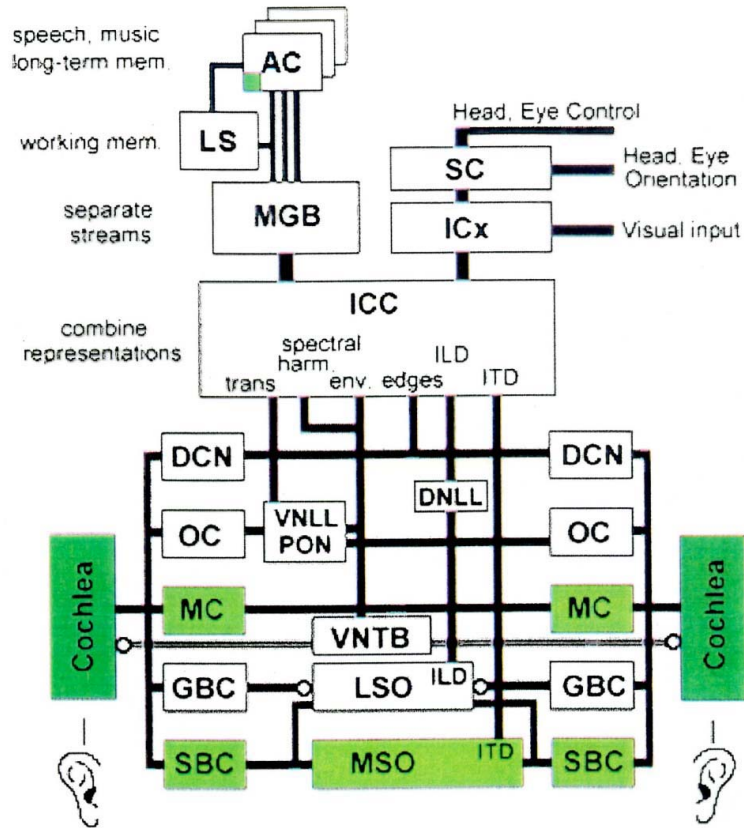 speech, music
long-term mem.
AC
working mem.
LS
Head, Eye Control
SC
Head, Eye
Orientation
separate
streams
MGB
ICx
Visual input
ICC
combine
representations
spectral
harm.
ILD
trans
env.
edges
ITD
DCN
DCN
DNLL
OC
VNLL
PON
OC
Cochlea
MC
MC
Cochlea
VNTB
GBC
LSO
ILD
GBC
SBC
MSO
ITD
SBC